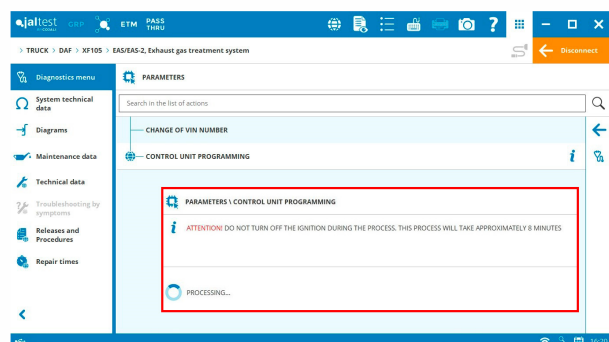 jaltest GRP ETM PASS THRU
> TRUCK > DAF > XF105 > EAS/EAS-2, Exhaust gas treatment system
Disconnect
Diagnostics menu
System technical data
Diagrams
Maintenance data
Technical data
Troubleshooting by symptoms
Releases and Procedures
Repair times
PARAMETERS
Search in the list of actions
CHANGE OF VIN NUMBER
CONTROL UNIT PROGRAMMING
PARAMETERS \ CONTROL UNIT PROGRAMMING
ATTENTION! DO NOT TURN OFF THE IGNITION DURING THE PROCESS. THIS PROCESS WILL TAKE APPROXIMATELY 8 MINUTES
PROCESSING...